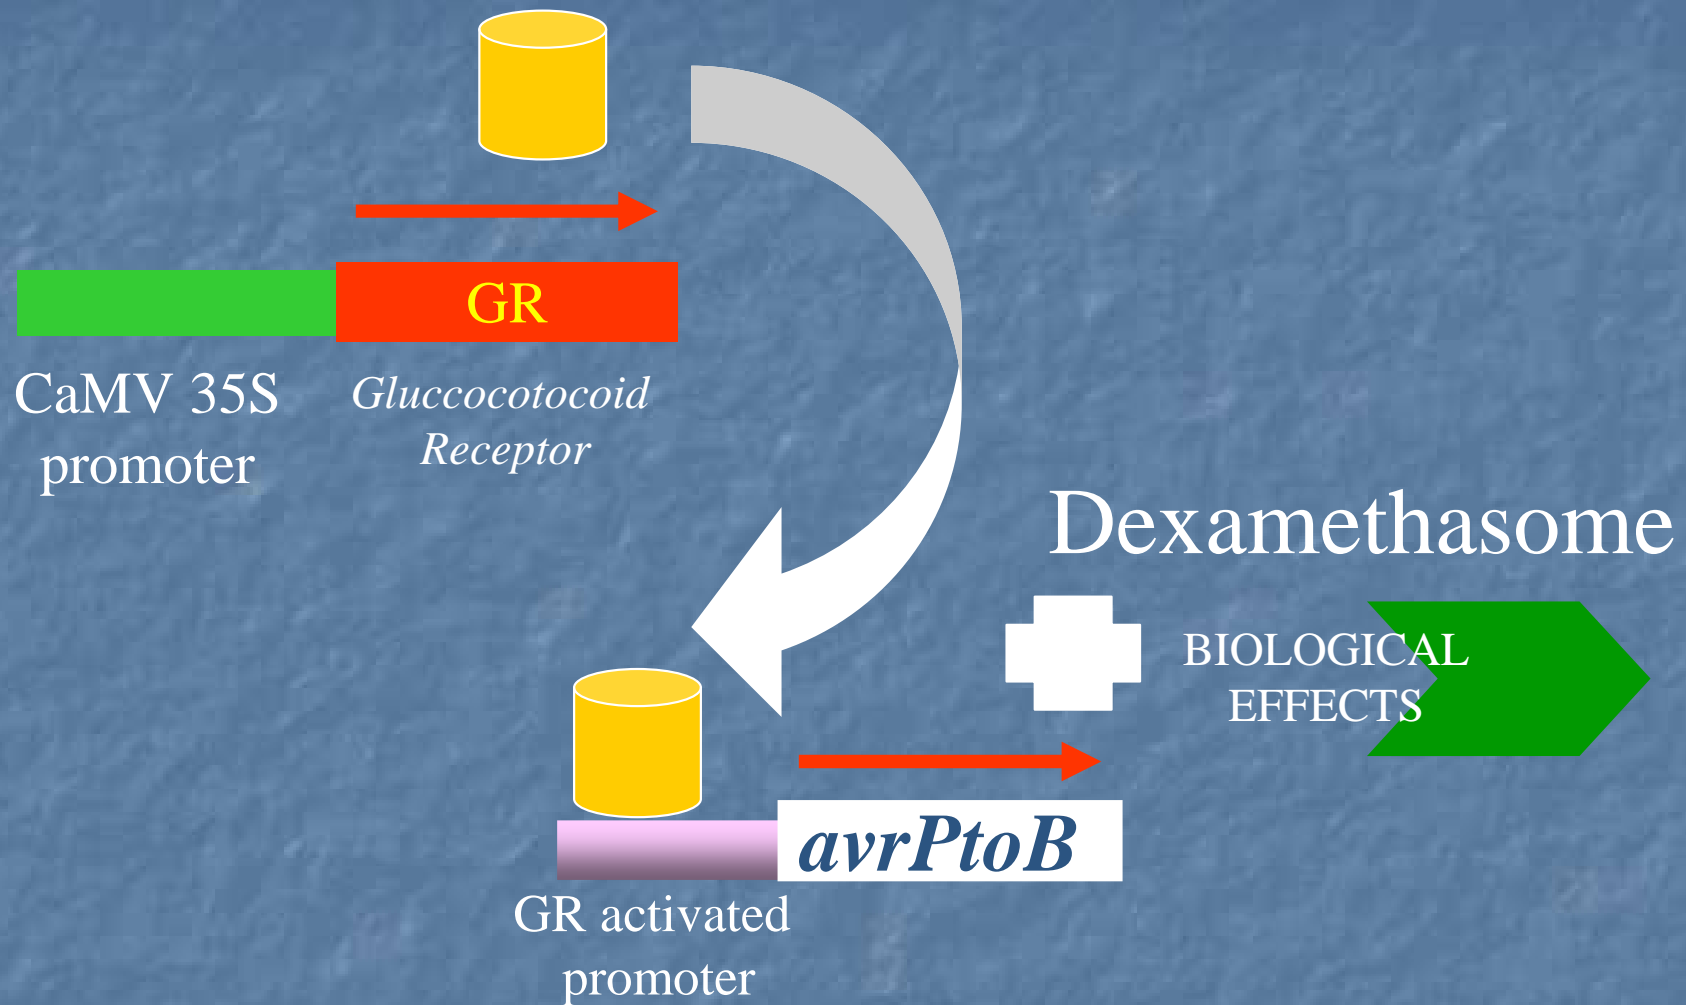 GR
CaMV 35S
promoter
Gluccocotocoid
Receptor
Dexamethasome
BIOLOGICAL
EFFECTS
avrPtoB
GR activated
promoter